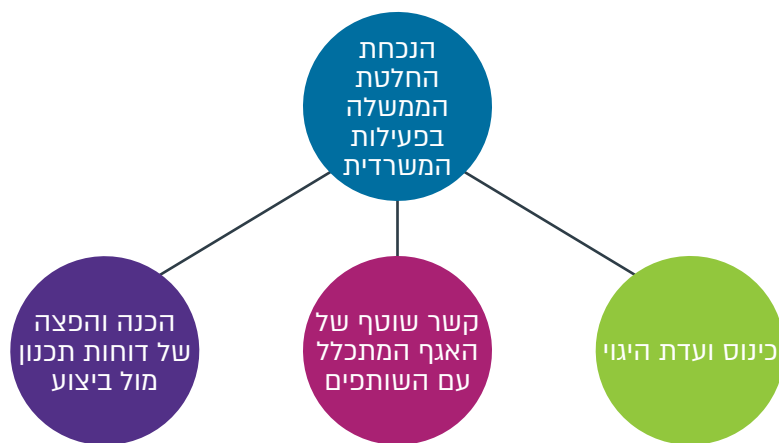 הנכחת
החלטת
הממשלה
בפעילות
המשרדית
כינוס ועדת היגוי
קשר שוטף של
האגף המתכלל
עם השותפים
הכנה והפצה
של דוחות תכנון
מול ביצוע